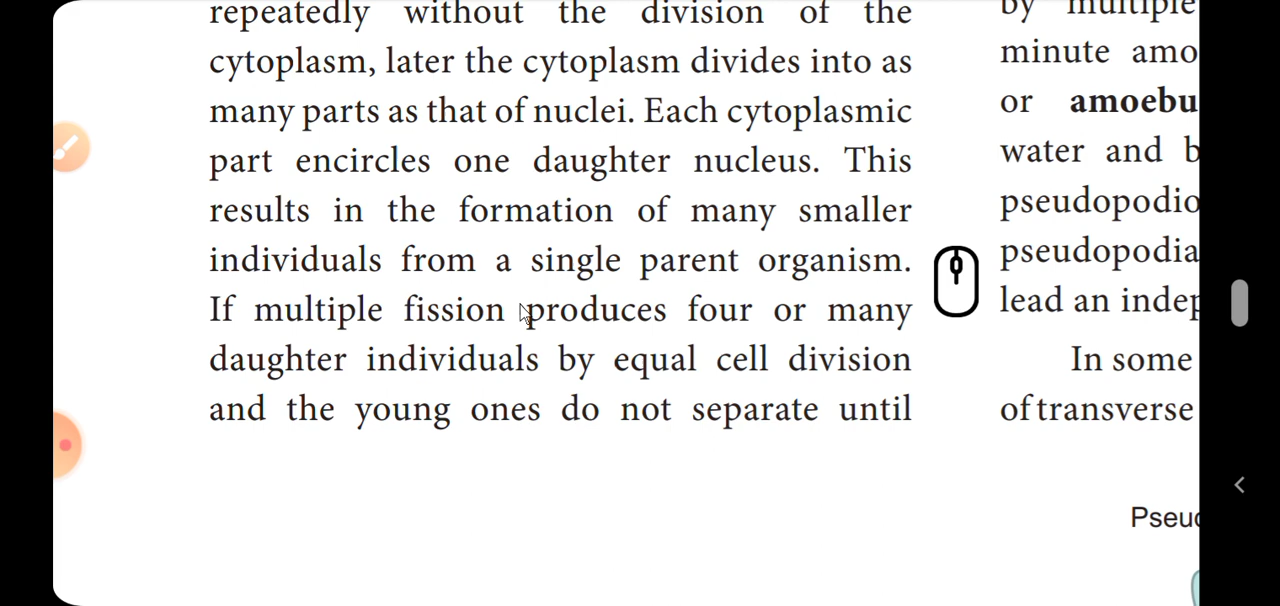 repeatedly without the division of the
cytoplasm, later the cytoplasm divides into as
many parts as that of nuclei. Each cytoplasmic
part encircles one daughter nucleus. This
results in the formation of many smaller
individuals from a single parent organism.
If multiple fission produces four or many
daughter individuals by equal cell division
and the young ones do not separate until
by multiple
minute amo
or amoebu
water and b
pseudopodio
pseudopodia
lead an indep
In some
of transverse
Pseud